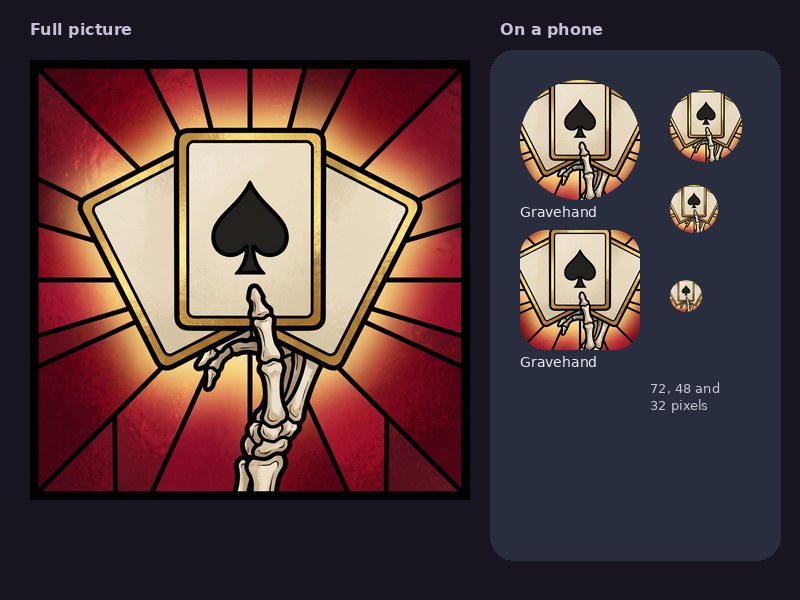 Full picture
On a phone
Gravehand
Gravehand
72, 48 and
32 pixels